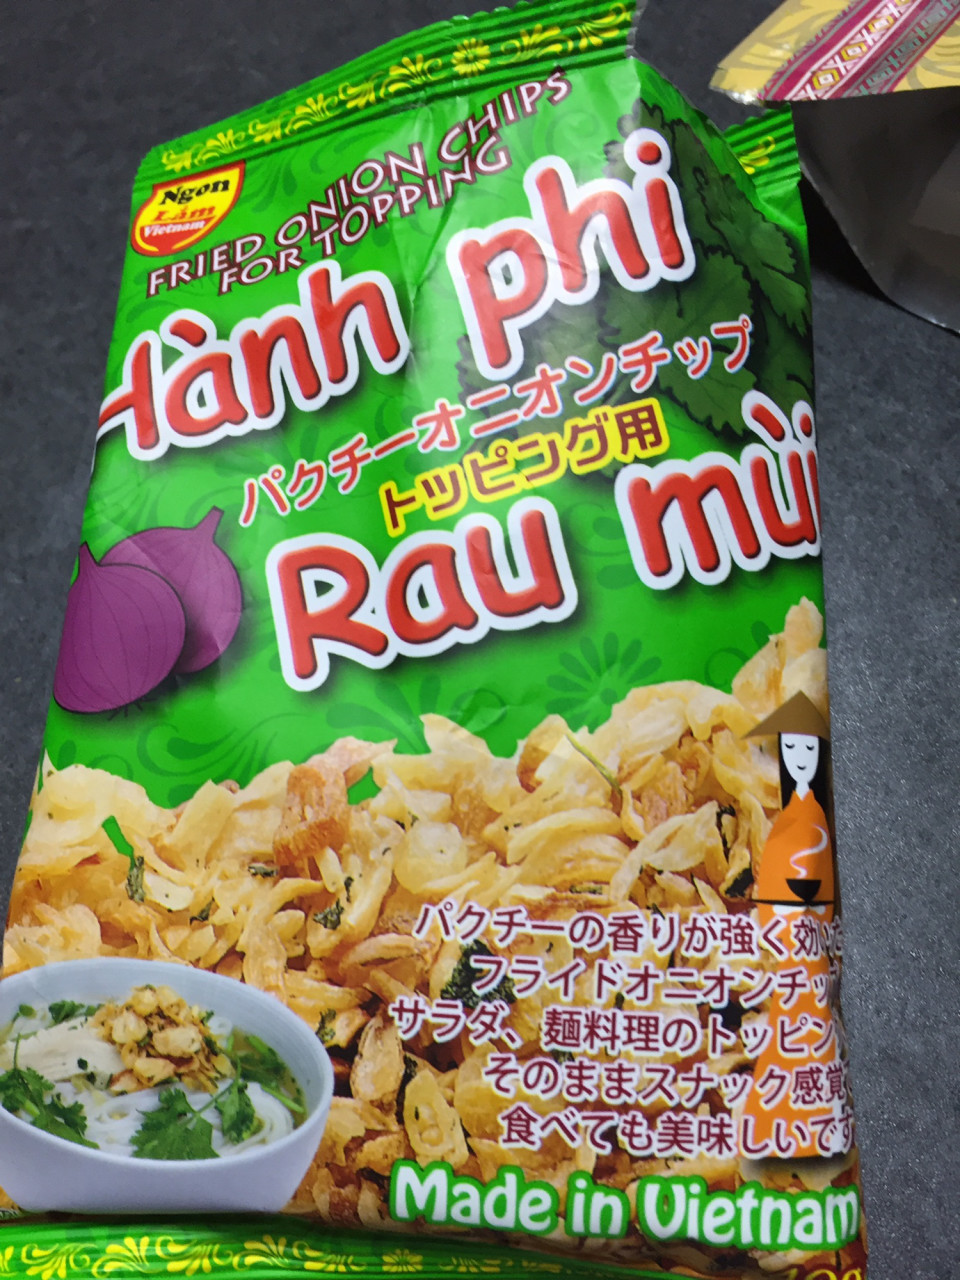 Ngon
Lắm
Vietnam
FRIED ONION CHIPS
FOR TOPPING
Hành phi
パクチーオニオンチップ
トッピング用
Rau mùi
パクチーの香りが強く効いた
フライドオニオンチップ
サラダ、麺料理のトッピン
そのままスナック感覚
食べても美味しいです
Made in Vietnam